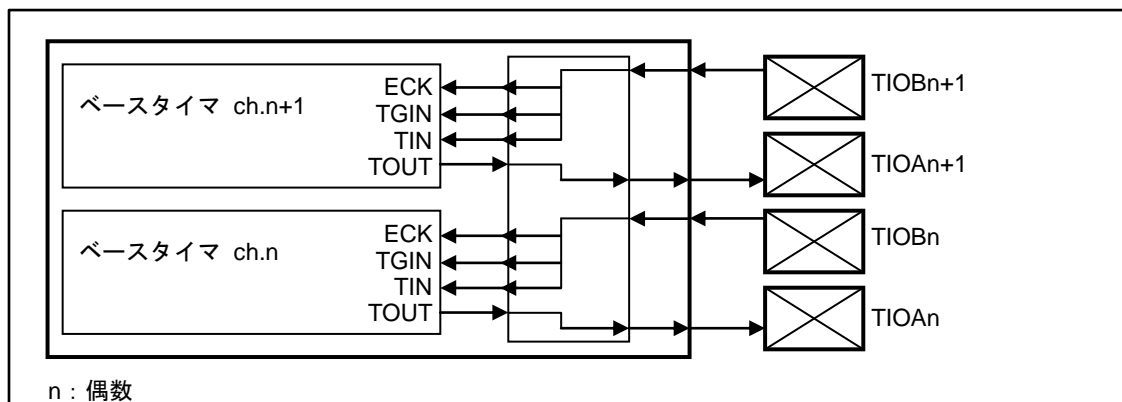 ベースタイマ ch.n+1
ECK
TGIN
TIN
TOUT
TIOBn+1
TIOAn+1
ベースタイマ ch.n
ECK
TGIN
TIN
TOUT
TIOBn
TIOAn
n：偶数